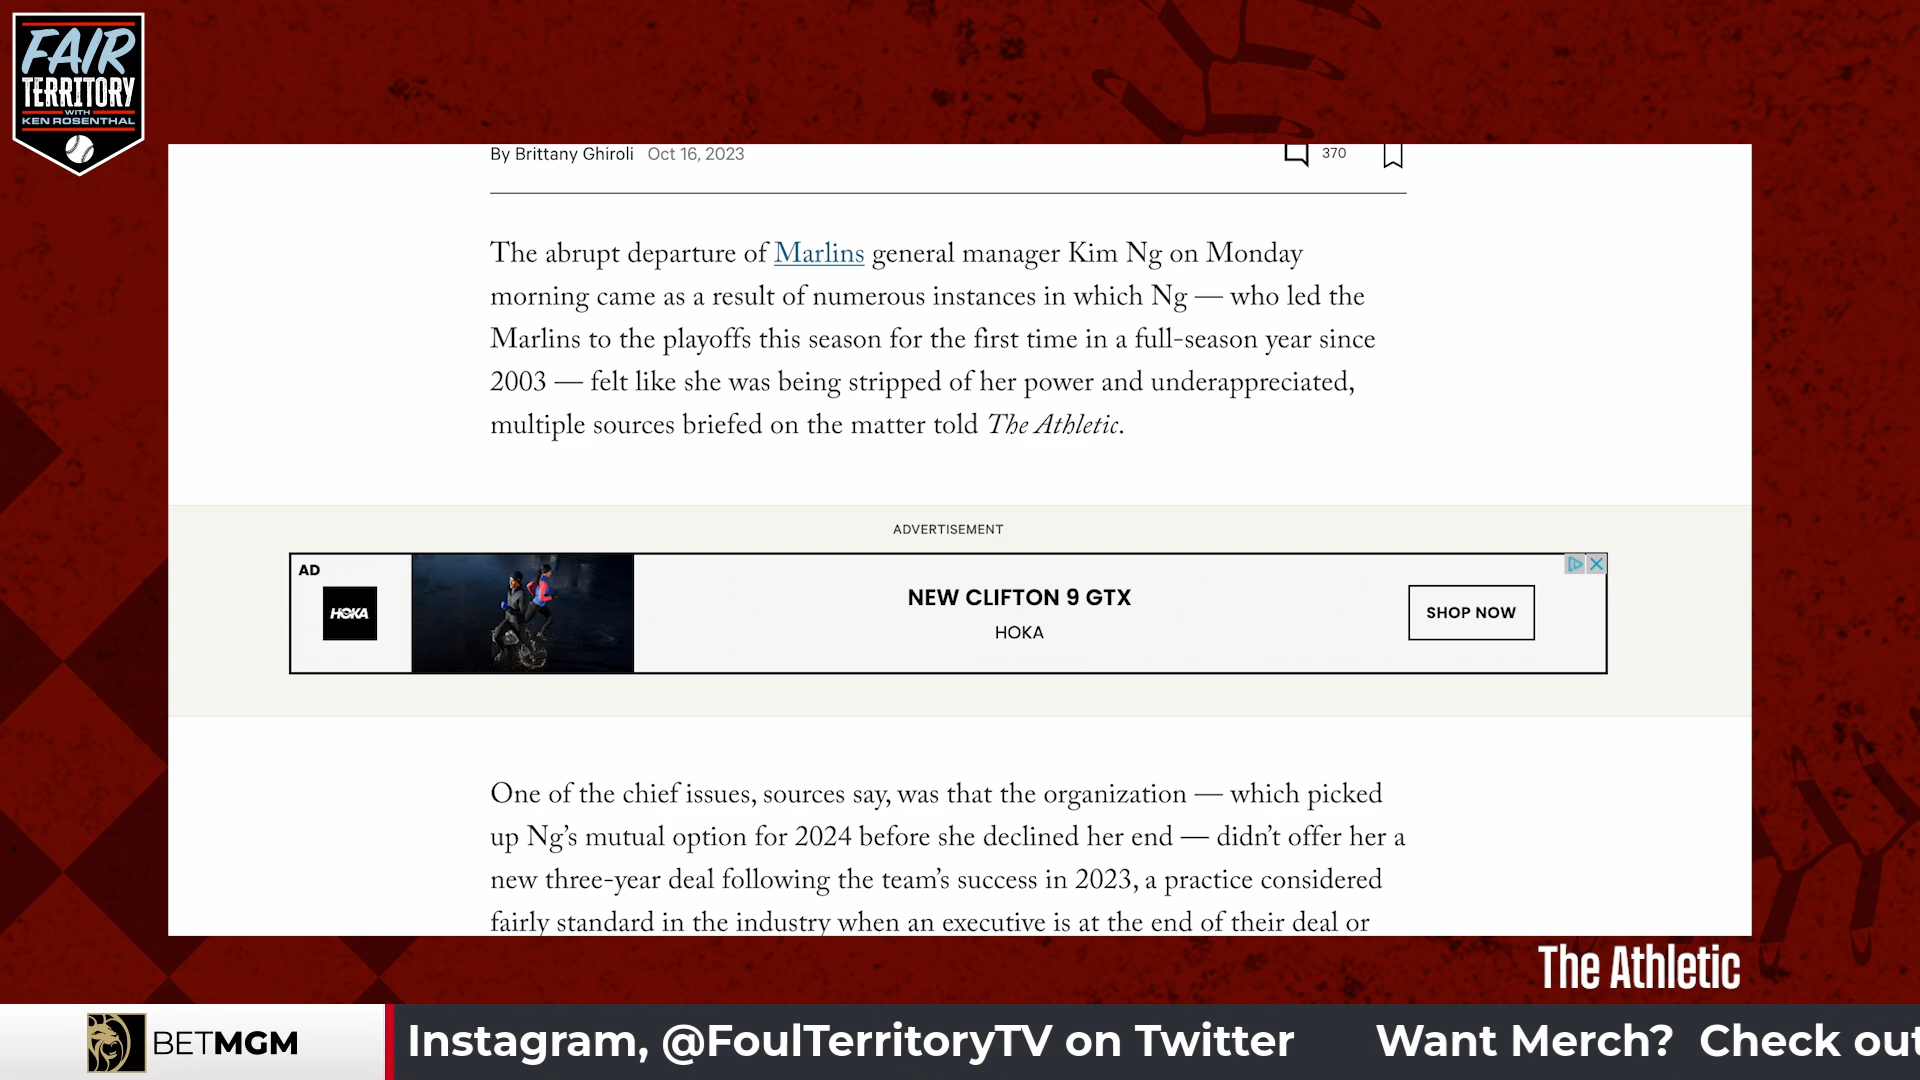 FAIR
TERRITORY
WITH
KEN ROSENTHAL
By Brittany Ghiroli Oct 16, 2023 370
The abrupt departure of Marlins general manager Kim Ng on Monday
morning came as a result of numerous instances in which Ng — who led the
Marlins to the playoffs this season for the first time in a full-season year since
2003 — felt like she was being stripped of her power and underappreciated,
multiple sources briefed on the matter told The Athletic.
ADVERTISEMENT
AD
HOKA
NEW CLIFTON 9 GTX
HOKA
SHOP NOW
One of the chief issues, sources say, was that the organization — which picked
up Ng’s mutual option for 2024 before she declined her end — didn’t offer her a
new three-year deal following the team’s success in 2023, a practice considered
fairly standard in the industry when an executive is at the end of their deal or
The Athletic
BETMGM
Instagram, @FoulTerritoryTV on Twitter Want Merch? Check out